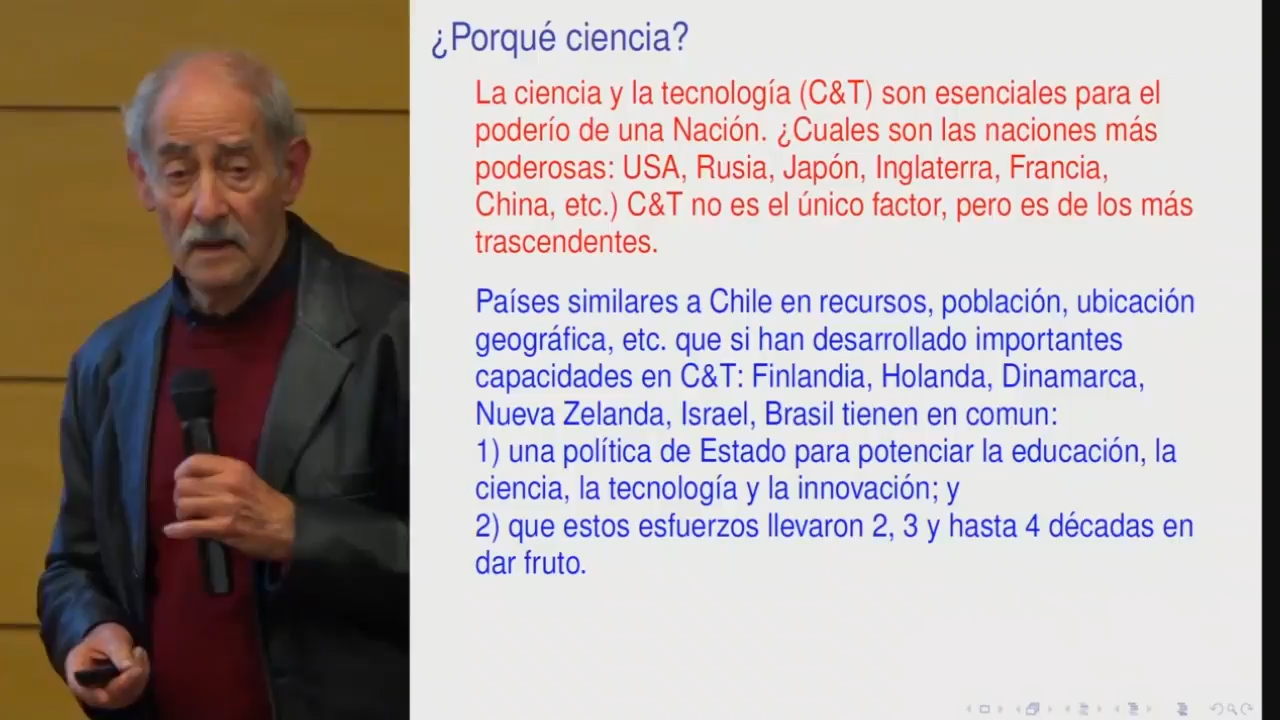 ¿Porqué ciencia?
La ciencia y la tecnología (C&T) son esenciales para el
poderío de una Nación. ¿Cuales son las naciones más
poderosas: USA, Rusia, Japón, Inglaterra, Francia,
China, etc.) C&T no es el único factor, pero es de los más
trascendentes.
Países similares a Chile en recursos, población, ubicación
geográfica, etc. que si han desarrollado importantes
capacidades en C&T: Finlandia, Holanda, Dinamarca,
Nueva Zelanda, Israel, Brasil tienen en comun:
1) una política de Estado para potenciar la educación, la
ciencia, la tecnología y la innovación; y
2) que estos esfuerzos llevaron 2, 3 y hasta 4 décadas en
dar fruto.